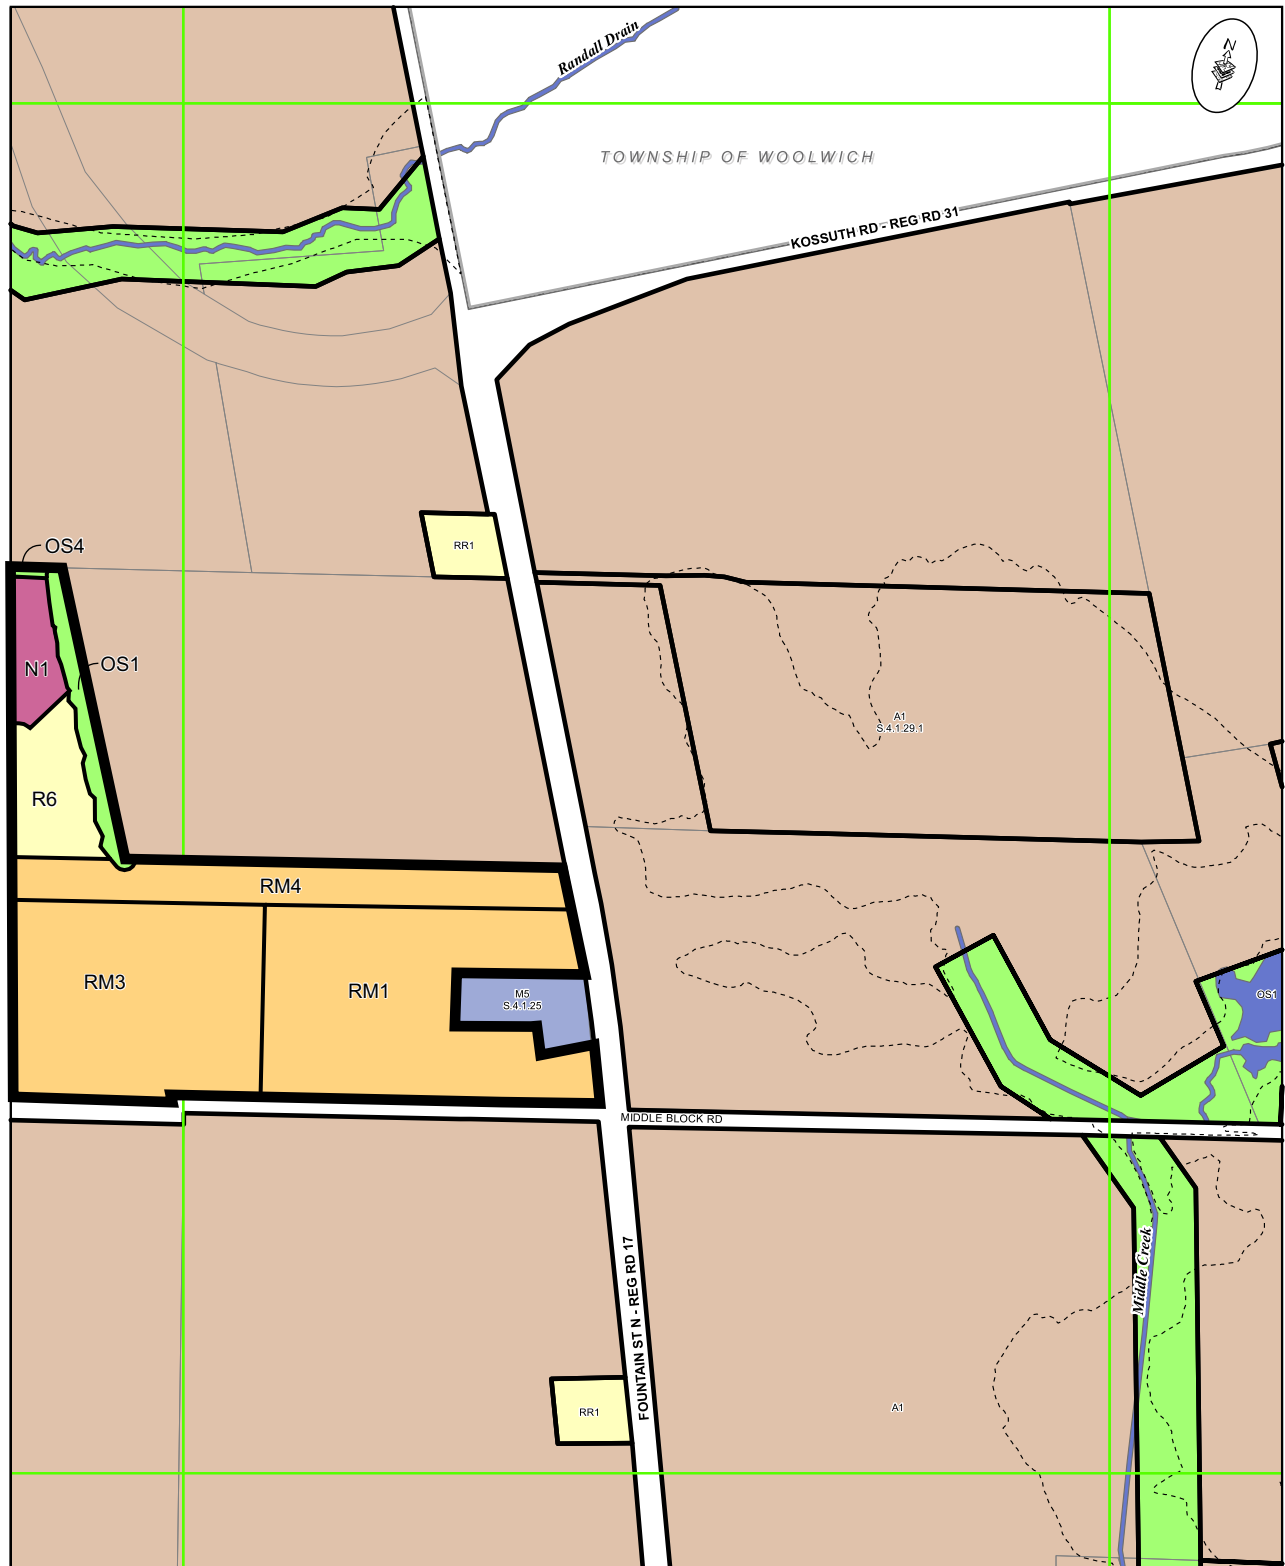 Randall Drain
N
TOWNSHIP OF WOOLWICH
KOSSUTH RD - REG RD 31
RR1
OS4
N1
OS1
A1
S.4.1.29.1
R6
RM4
RM3
RM1
M5
S.4.1.25
OS1
MIDDLE BLOCK RD
FOUNTAIN ST N - REG RD 17
Middle Creek
RR1
A1